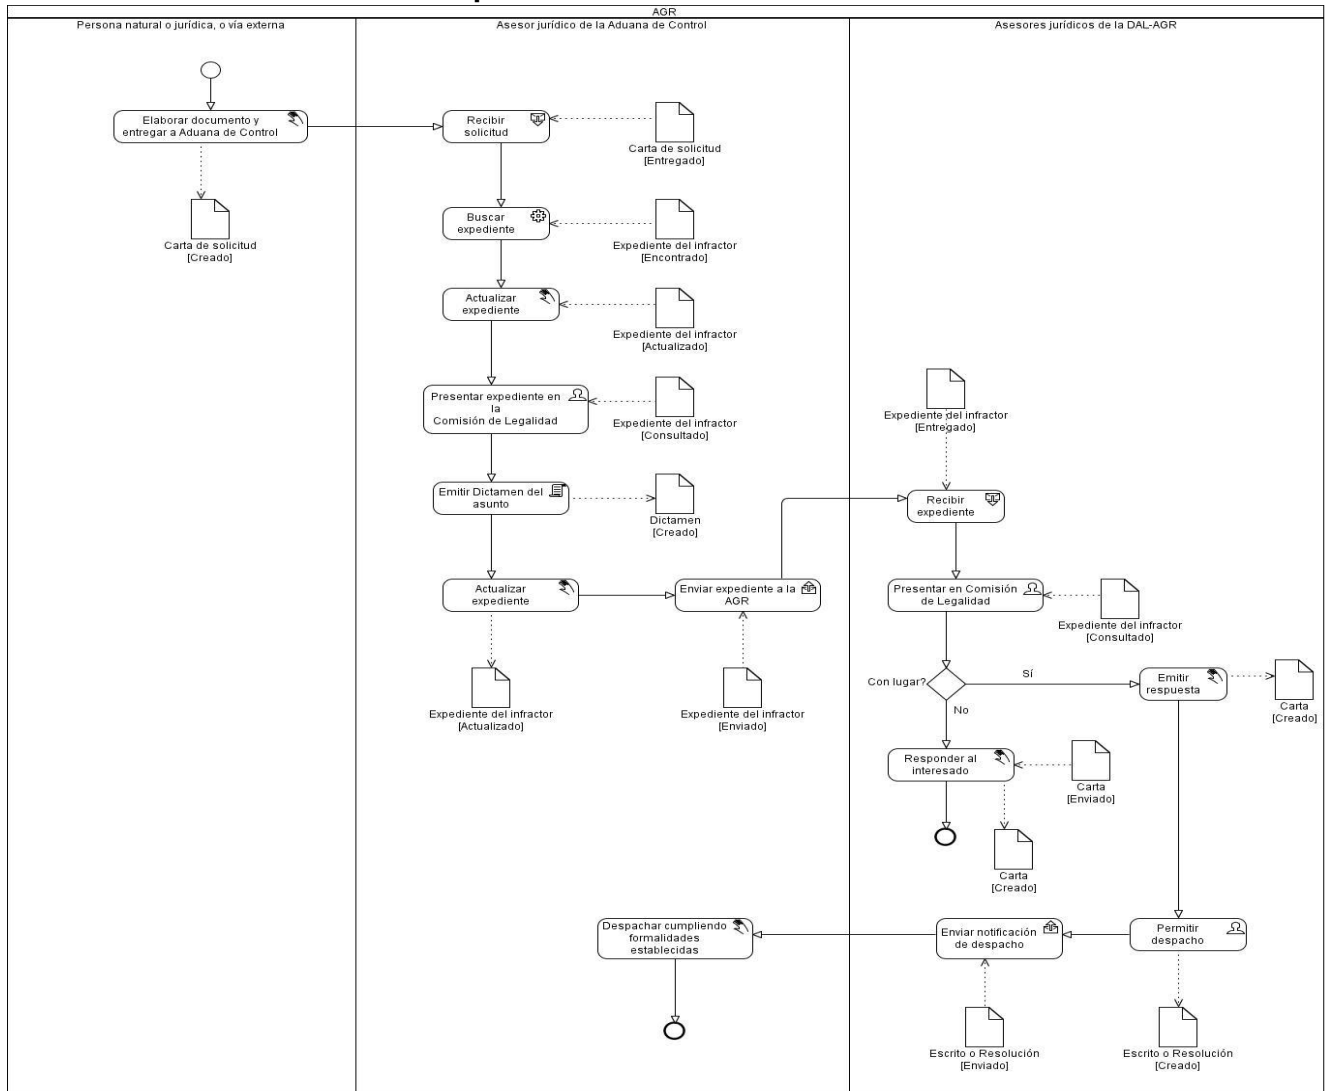 AGR
Persona natural o jurídica, o vía externa
Asesor jurídico de la Aduana de Control
Asesores jurídicos de la DAL-AGR
Elaborar documento y
entregar a Aduana de Control
Carta de solicitud
[Creado]
Recibir
solicitud
Carta de solicitud
[Entregado]
Buscar
expediente
Expediente del infractor
[Encontrado]
Actualizar
expediente
Expediente del infractor
[Actualizado]
Presentar expediente en
la
Comisión de Legalidad
Expediente del infractor
[Consultado]
Emitir Dictamen del
asunto
Dictamen
[Creado]
Actualizar
expediente
Enviar expediente a la
AGR
Expediente del infractor
[Actualizado]
Expediente del infractor
[Enviado]
Expediente del infractor
[Entregado]
Recibir
expediente
Presentar en Comisión
de Legalidad
Expediente del infractor
[Consultado]
Con lugar?
Sí
No
Emitir
respuesta
Carta
[Creado]
Responder al
interesado
Carta
[Enviado]
Carta
[Creado]
Permitir
despacho
Enviar notificación
de despacho
Despachar cumpliendo
formalidades
establecidas
Escrito o Resolución
[Enviado]
Escrito o Resolución
[Creado]